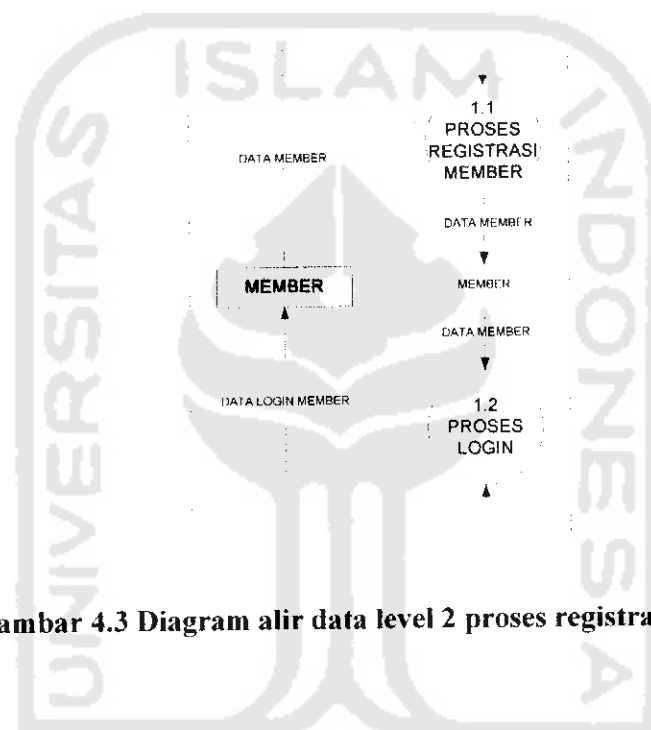 ISLAM
UNIVERSITAS
INDONESIA
1.1
PROSES
REGISTRASI
MEMBER
DATA MEMBER
DATA MEMBER
MEMBER
MEMBER
DATA MEMBER
DATA LOGIN MEMBER
1.2
PROSES
LOGIN
ambar 4.3 Diagram alir data level 2 proses registra